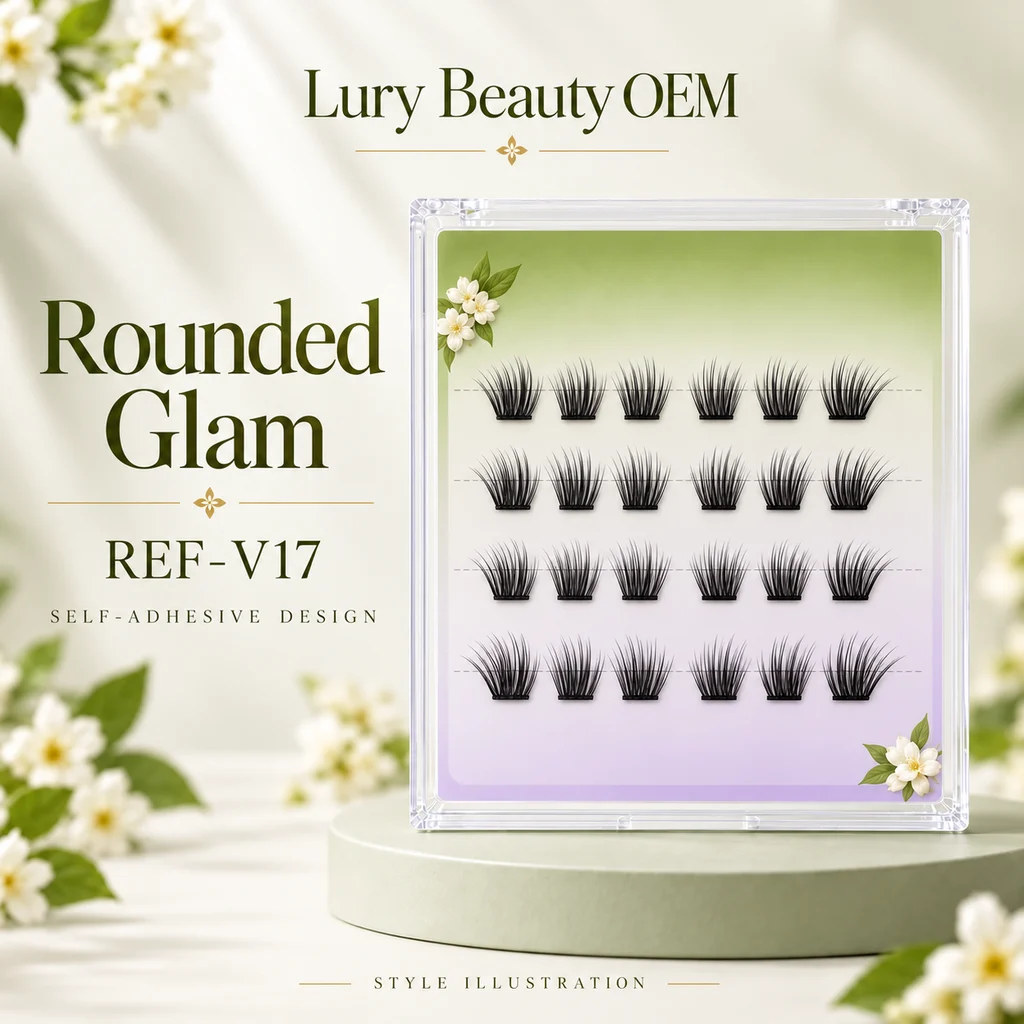 Lury Beauty OEM
Rounded
Glam
REF-V17
SELF-ADHESIVE DESIGN
STYLE ILLUSTRATION